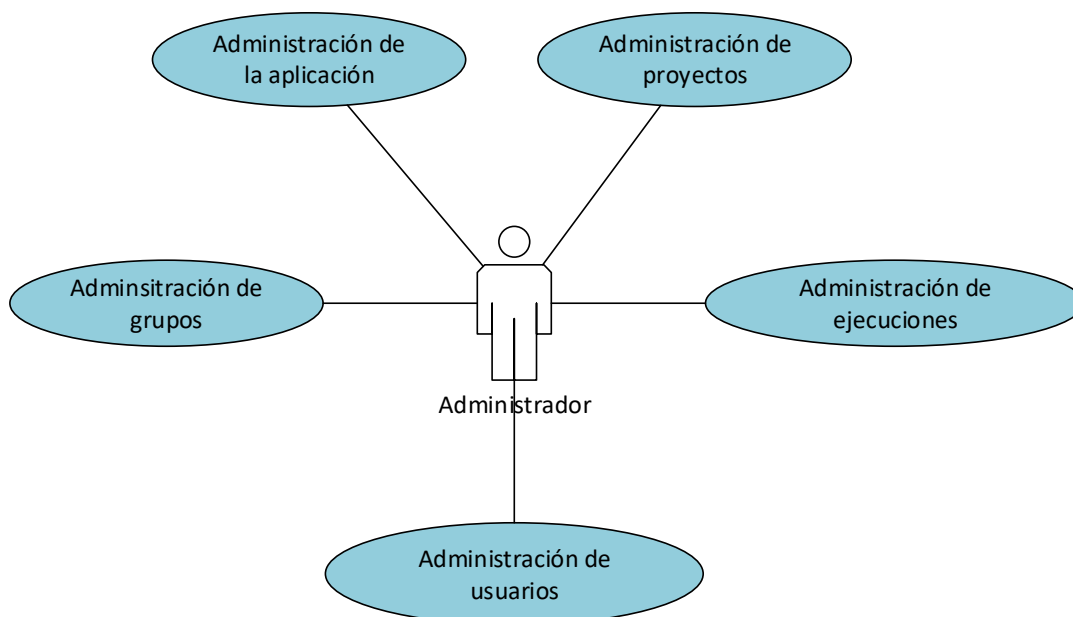 Administración de
la aplicación
Administración de
proyectos
Adminsitración de
grupos
Administración de
ejecuciones
Administrador
Administración de
usuarios